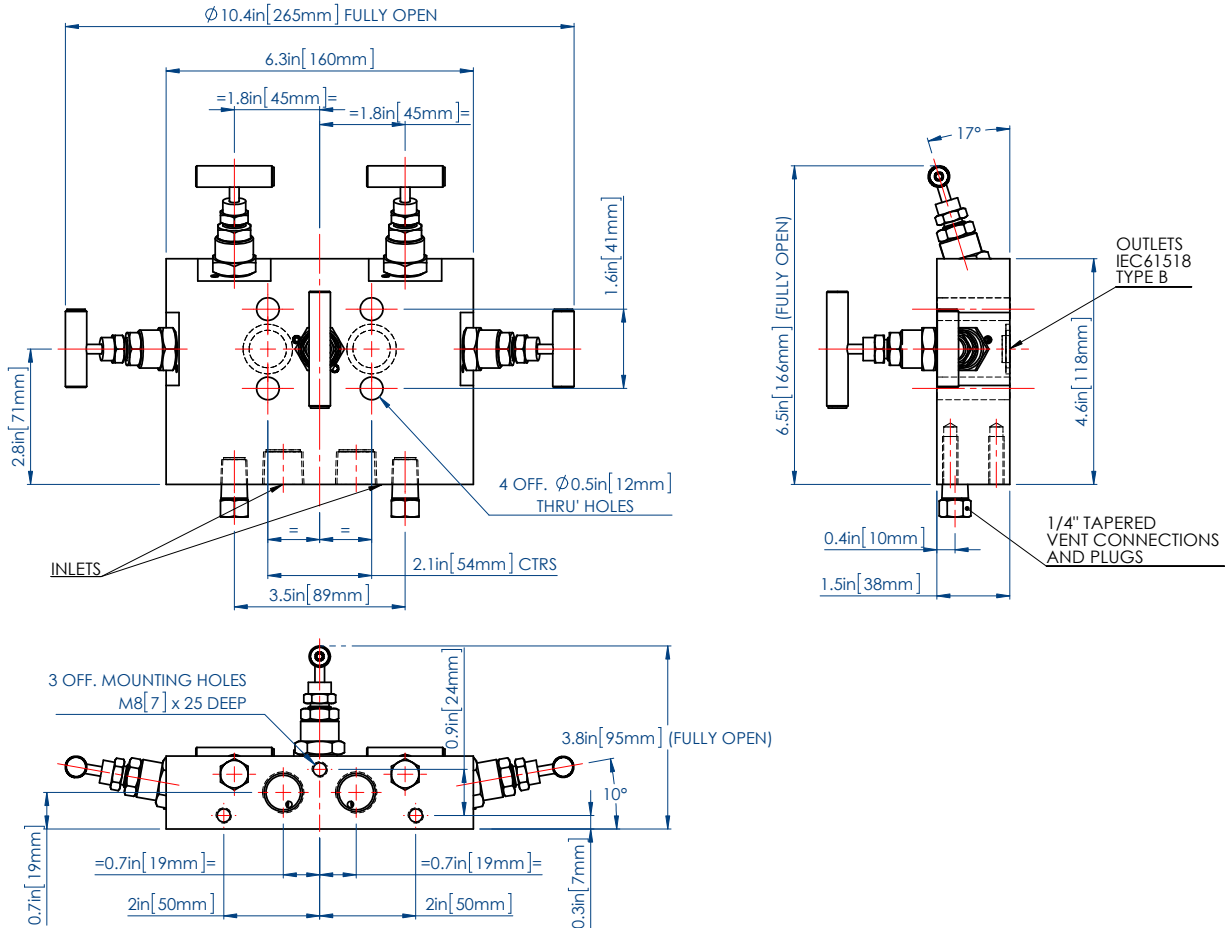 Ø 10.4in[265mm] FULLY OPEN
6.3in[160mm]
=1.8in[45mm]=
=1.8in[45mm]=
1.6in[41mm]
2.8in[71mm]
4 OFF. Ø0.5in[12mm]
THRU' HOLES
INLETS
= =
2.1in[54mm] CTRS
3.5in[89mm]
17°
6.5in[166mm] (FULLY OPEN)
OUTLETS
IEC61518
TYPE B
4.6in[118mm]
0.4in[10mm]
1.5in[38mm]
1/4" TAPERED
VENT CONNECTIONS
AND PLUGS
3 OFF. MOUNTING HOLES
M8[7] x 25 DEEP
0.9in[24mm]
3.8in[95mm] (FULLY OPEN)
10°
0.7in[19mm]
=0.7in[19mm]=
=0.7in[19mm]=
2in[50mm]
2in[50mm]
0.3in[7mm]